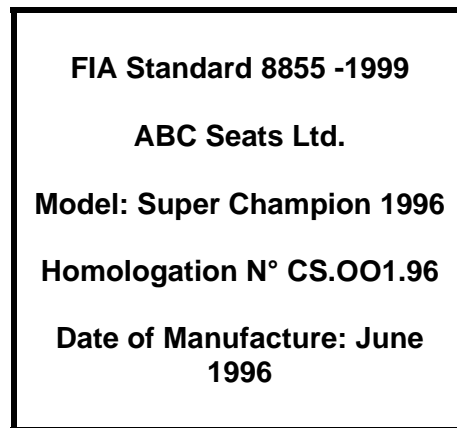 FIA Standard 8855 -1999
ABC Seats Ltd.
Model: Super Champion 1996
Homologation N° CS.OO1.96
Date of Manufacture: June
1996